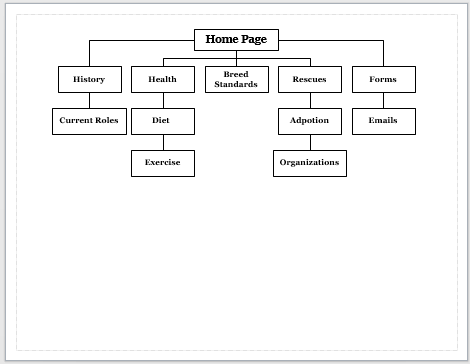 Home Page
History
Health
Breed
Standards
Rescues
Forms
Current Roles
Diet
Adpotion
Emails
Exercise
Organizations